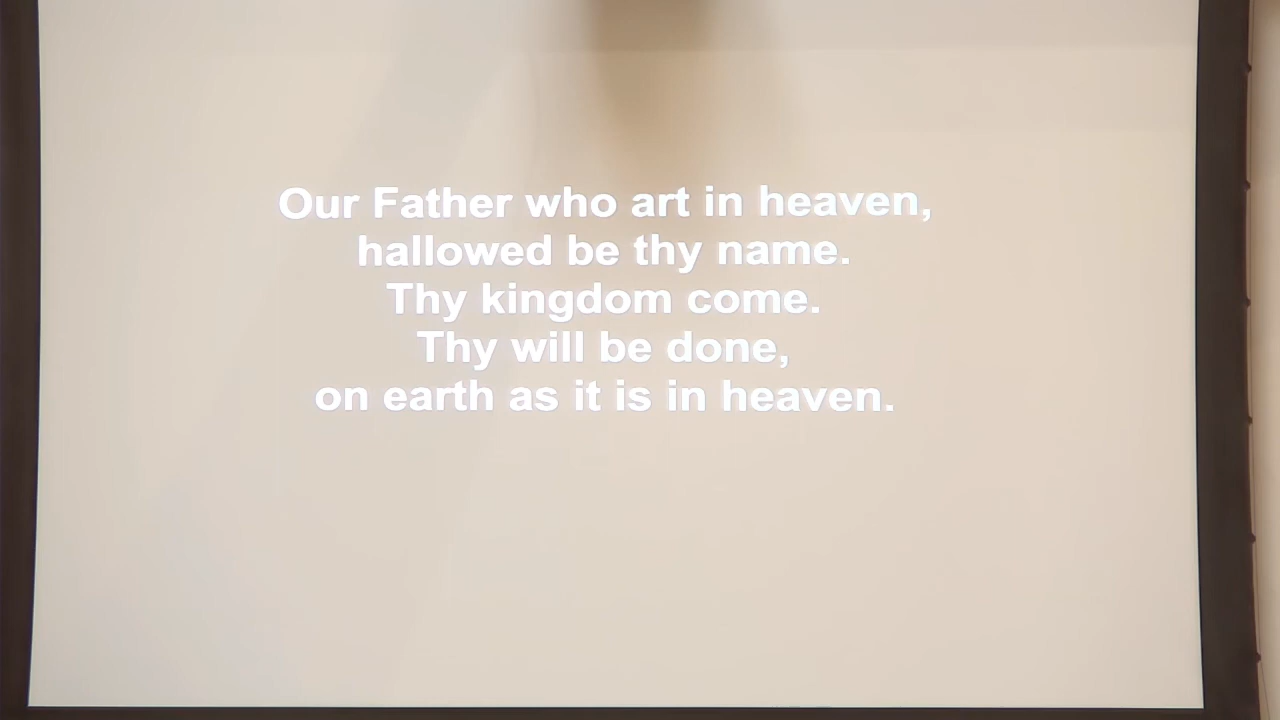 Our Father who art in heaven,
hallowed be thy name.
Thy kingdom come.
Thy will be done,
on earth as it is in heaven.